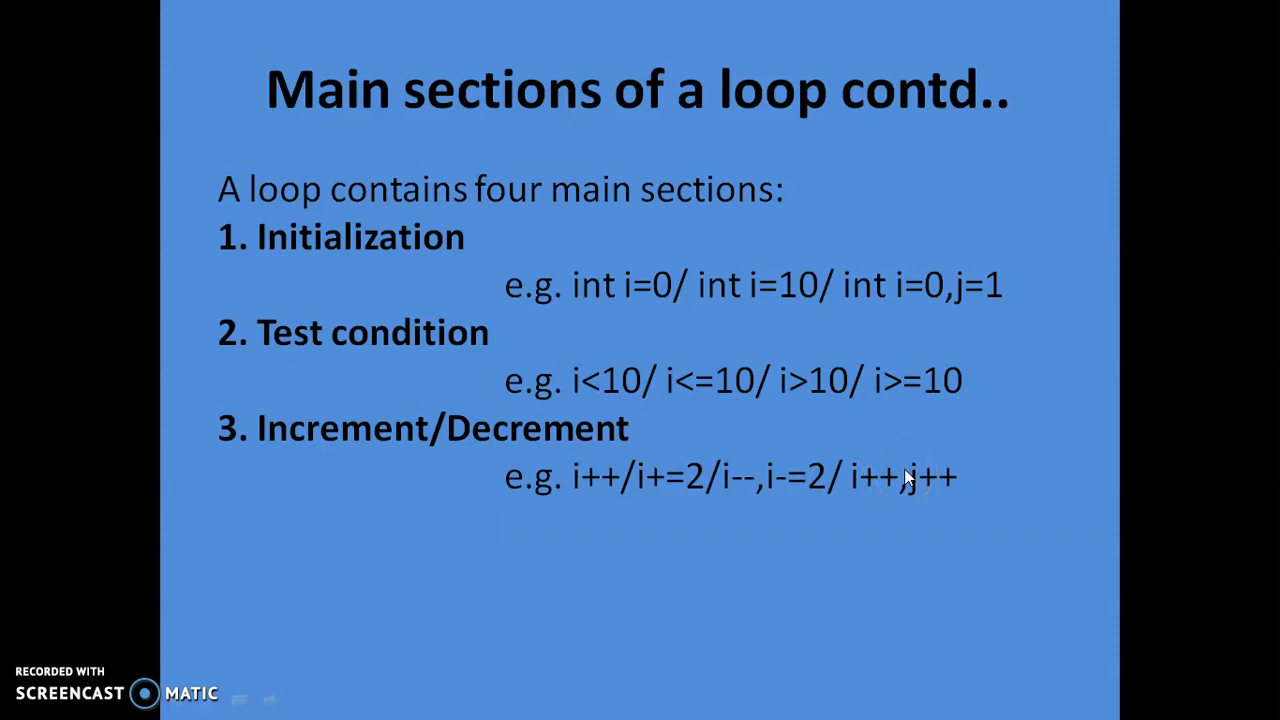 Main sections of a loop contd..
A loop contains four main sections:
1. Initialization
e.g. int i=0/ int i=10/ int i=0,j=1
2. Test condition
e.g. i<10/ i<=10/ i>10/ i>=10
3. Increment/Decrement
e.g. i++/i+=2/i--,i-=2/ i++,j++
RECORDED WITH
SCREENCAST MATIC